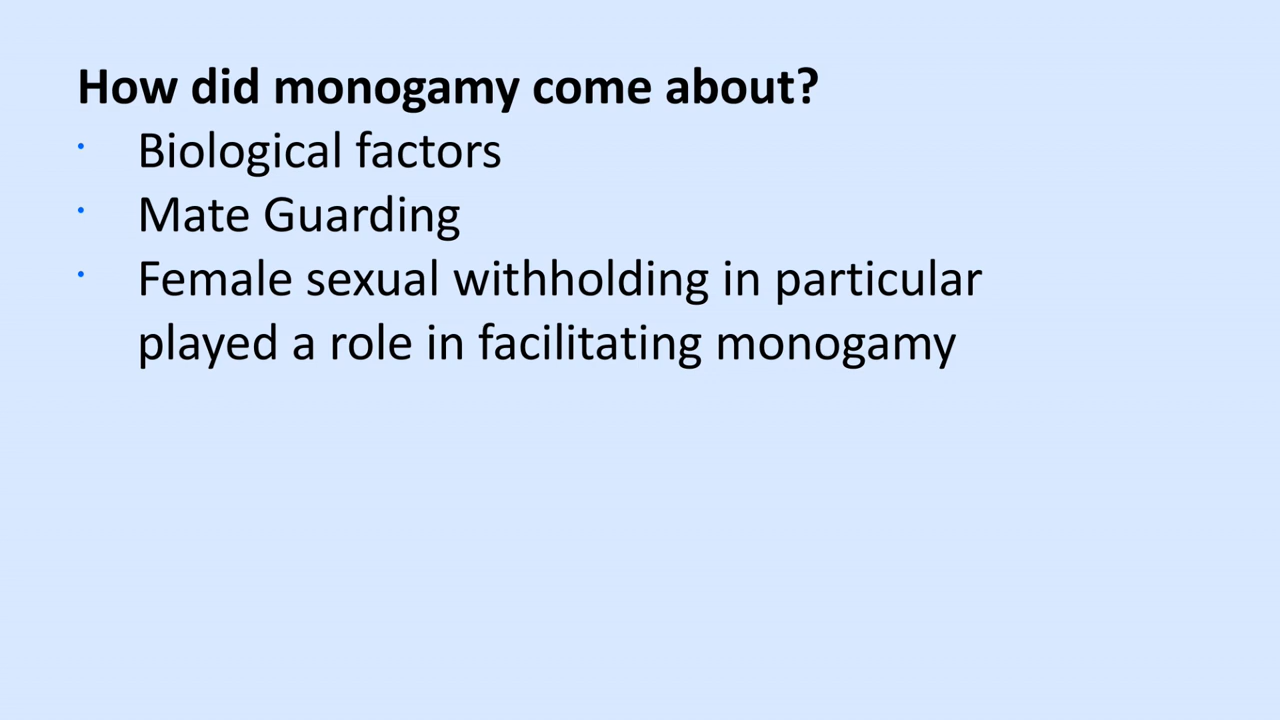 How did monogamy come about?
· Biological factors
· Mate Guarding
· Female sexual withholding in particular
played a role in facilitating monogamy